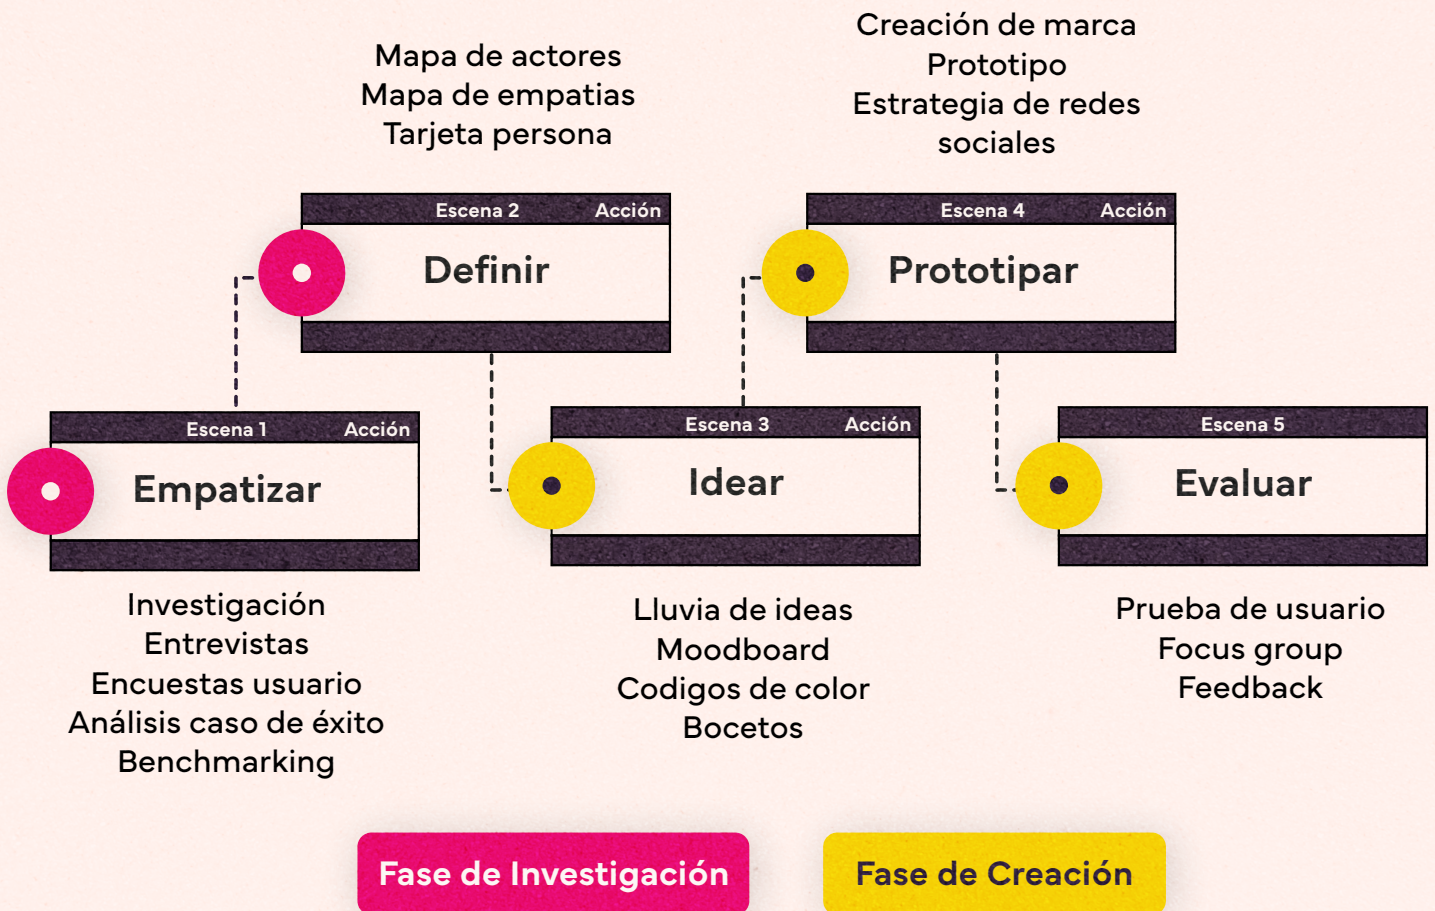 Mapa de actores
Mapa de empatias
Tarjeta persona
Creación de marca
Prototipo
Estrategia de redes
sociales
Escena 2 Acción
Definir
Escena 4 Acción
Prototipar
Escena 1 Acción
Empatizar
Escena 3 Acción
Idear
Escena 5
Evaluar
Investigación
Entrevistas
Encuestas usuario
Análisis caso de éxito
Benchmarking
Lluvia de ideas
Moodboard
Codigos de color
Bocetos
Prueba de usuario
Focus group
Feedback
Fase de Investigación
Fase de Creación